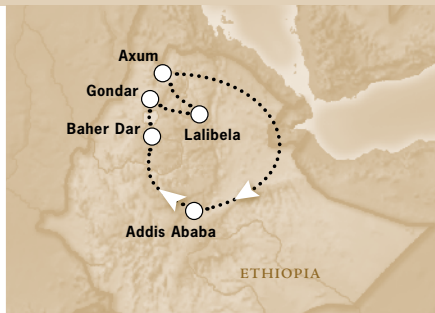 Axum
Gondar
Baher Dar
Lalibela
Addis Ababa
ETHIOPIA